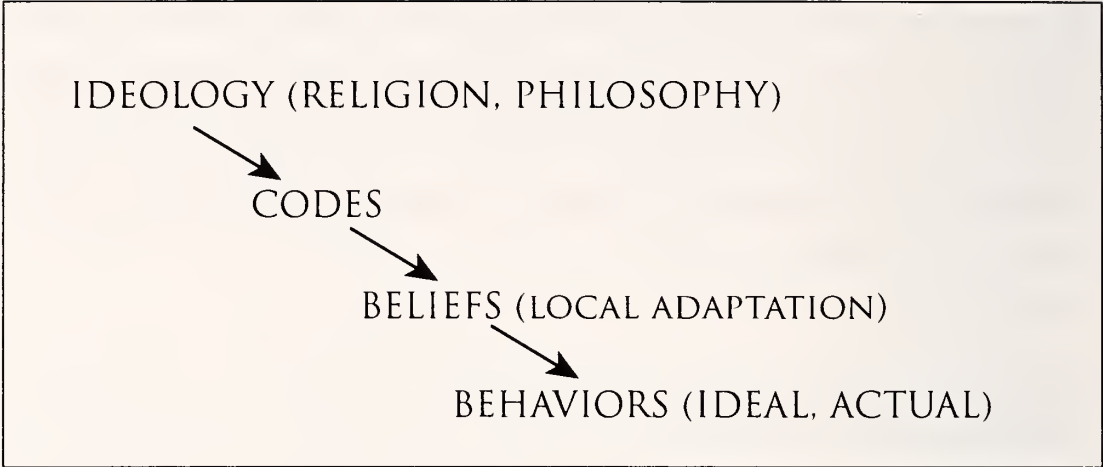 IDEOLOGY (RELIGION, PHILOSOPHY)
CODES
BELIEFS (LOCAL ADAPTATION)
BEHAVIORS (IDEAL, ACTUAL)